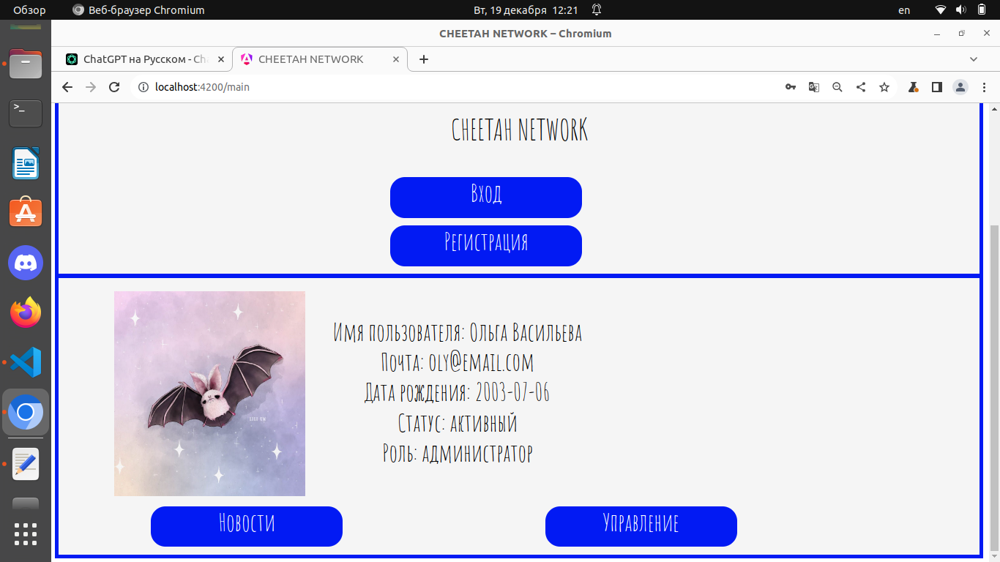 Обзор
Веб-браузер Chromium
Вт, 19 декабря 12:21
en
CHEETAH NETWORK – Chromium
ChatGPT на Русском - Ch
CHEETAH NETWORK
localhost:4200/main
CHEETAH NETWORK
Вход
Регистрация
Имя пользователя: Ольга Васильева
Почта: oly@email.com
Дата рождения: 2003-07-06
Статус: активный
Роль: администратор
Новости
Управление